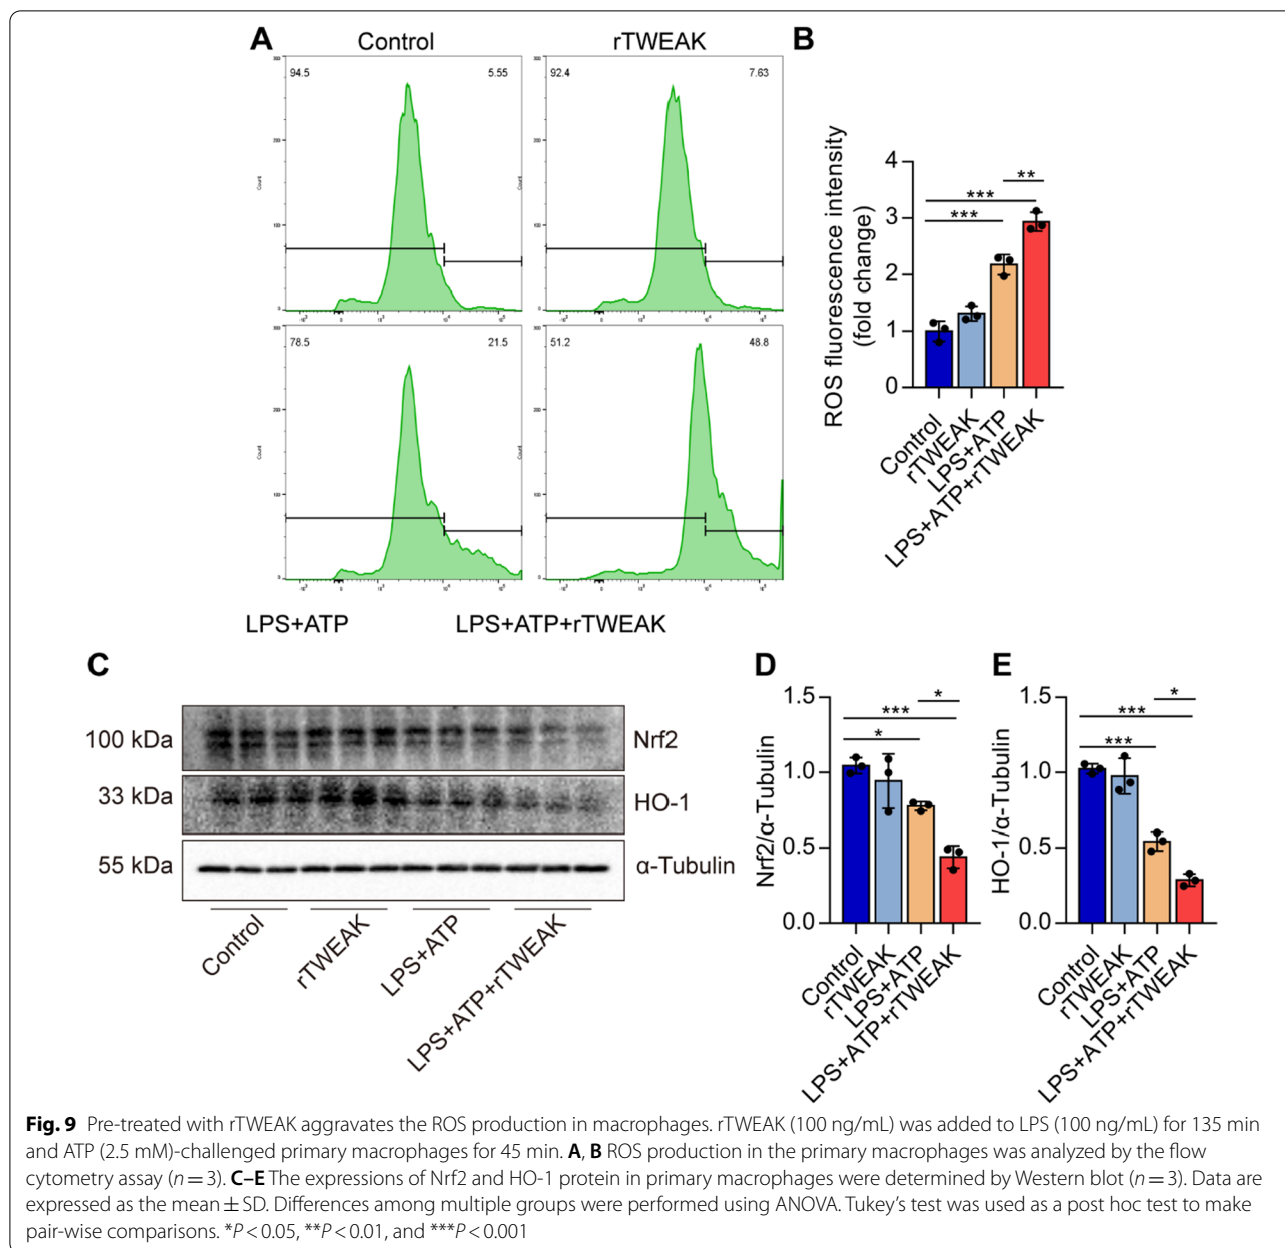 A
Control
rTWEAK
94.5
5.55
92.4
7.63
300
200
100
0
Count
78.5
21.5
51.2
48.8
300
200
100
0
Count
LPS+ATP
LPS+ATP+rTWEAK
B
ROS fluorescence intensity
(fold change)
4
3
2
1
0
***
***
**
Control
rTWEAK
LPS+ATP
LPS+ATP+rTWEAK
C
100 kDa
Nrf2
33 kDa
HO-1
55 kDa
α-Tubulin
Control
rTWEAK
LPS+ATP
LPS+ATP+rTWEAK
D
Nrf2/α-Tubulin
1.5
1.0
0.5
0.0
*
***
*
Control
rTWEAK
LPS+ATP
LPS+ATP+rTWEAK
E
HO-1/α-Tubulin
1.5
1.0
0.5
0.0
*
***
***
Control
rTWEAK
LPS+ATP
LPS+ATP+rTWEAK
Fig. 9 Pre-treated with rTWEAK aggravates the ROS production in macrophages. rTWEAK (100 ng/mL) was added to LPS (100 ng/mL) for 135 min
and ATP (2.5 mM)-challenged primary macrophages for 45 min. A, B ROS production in the primary macrophages was analyzed by the flow
cytometry assay (n = 3). C–E The expressions of Nrf2 and HO-1 protein in primary macrophages were determined by Western blot (n = 3). Data are
expressed as the mean ± SD. Differences among multiple groups were performed using ANOVA. Tukey's test was used as a post hoc test to make
pair-wise comparisons. *P < 0.05, **P < 0.01, and ***P < 0.001